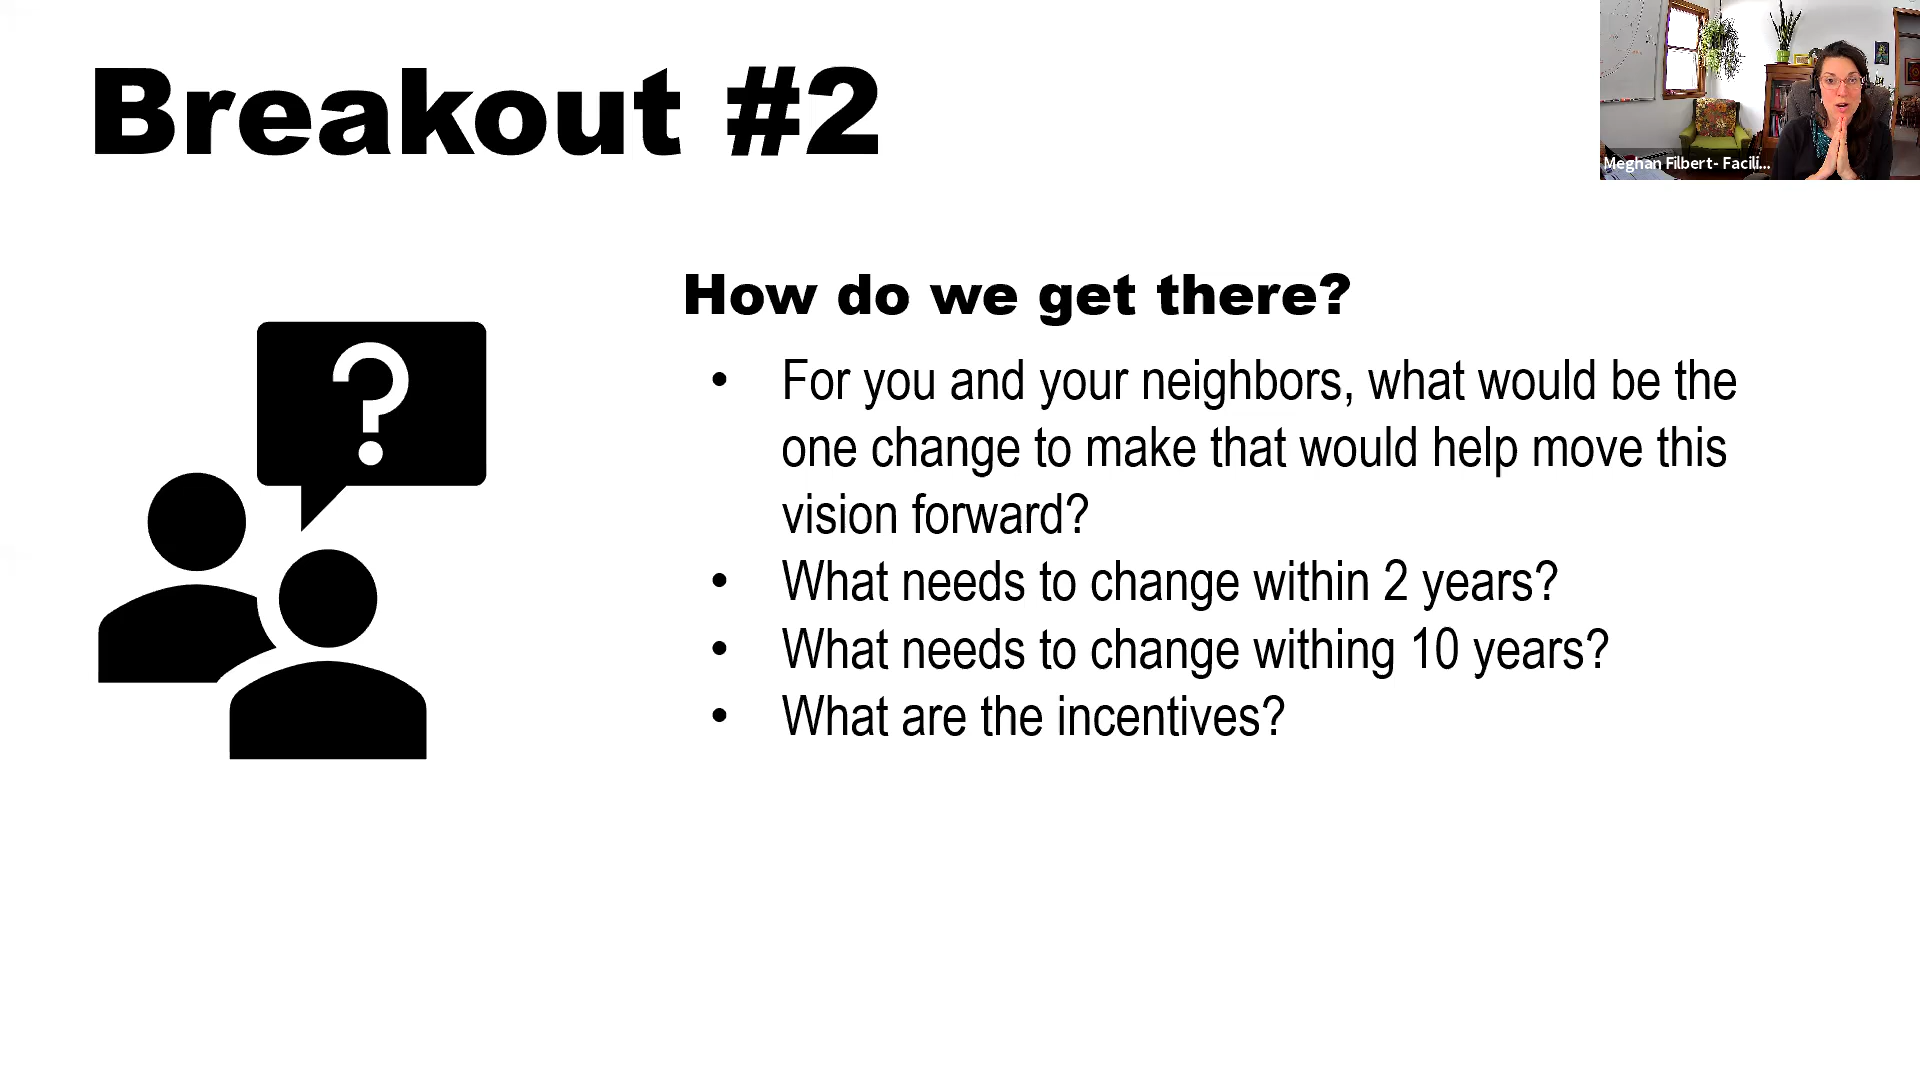 Breakout #2
Meghan Filbert- Facili...
How do we get there?
• For you and your neighbors, what would be the
one change to make that would help move this
vision forward?
• What needs to change within 2 years?
• What needs to change withing 10 years?
• What are the incentives?
?